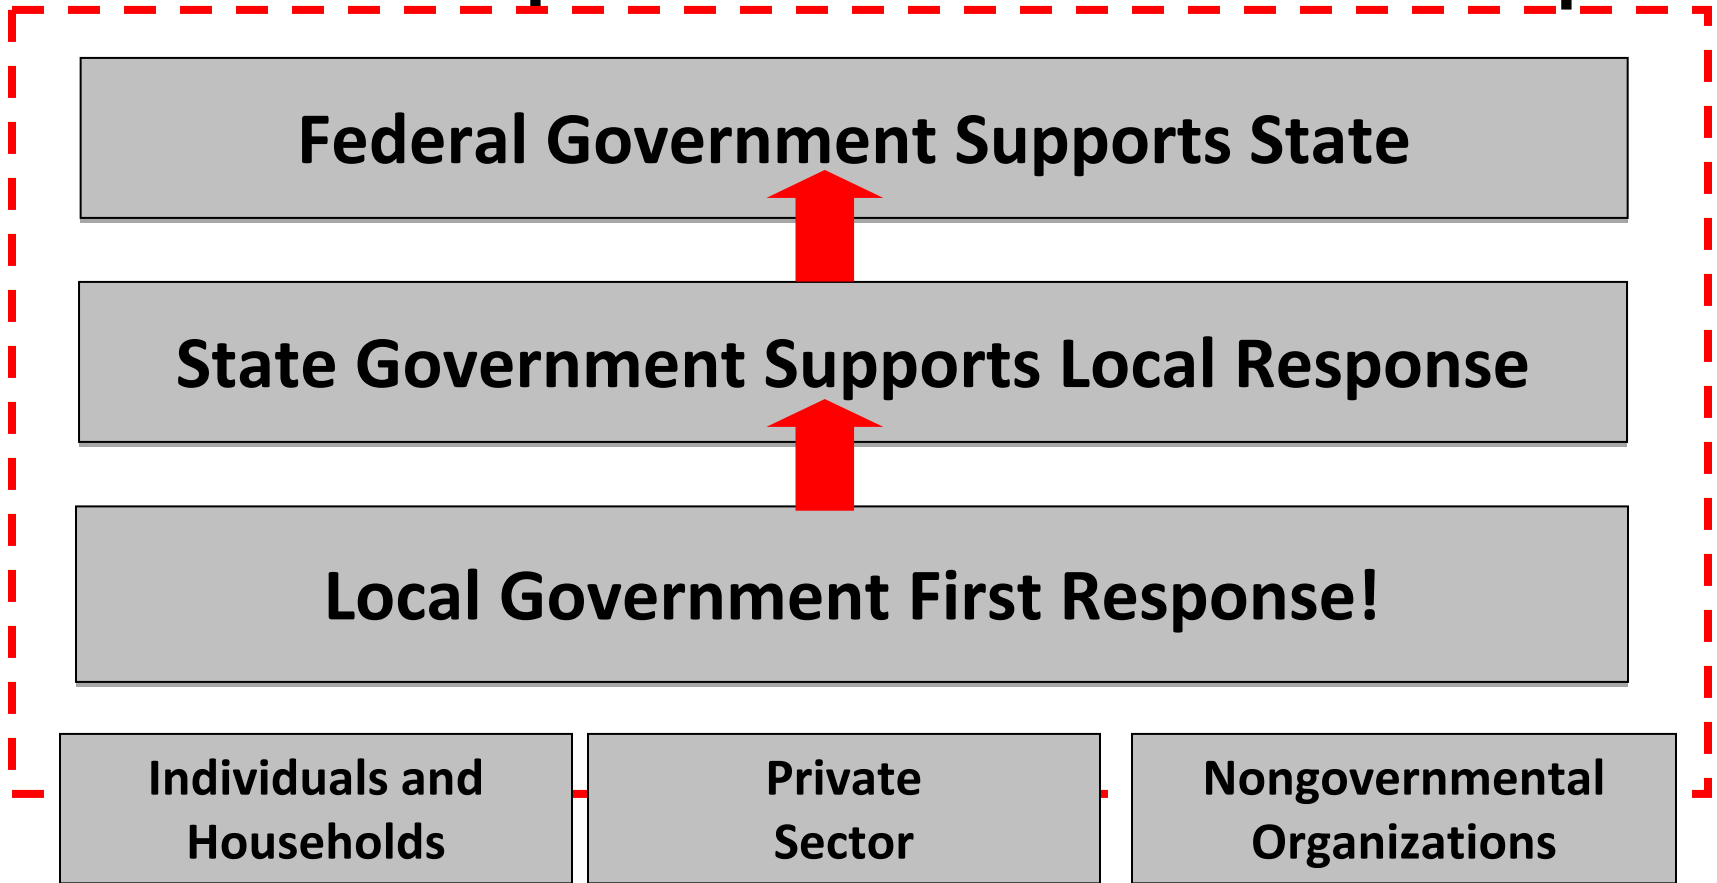 Federal Government Supports State
State Government Supports Local Response
Local Government First Response!
Individuals and
Households
Private
Sector
Nongovernmental
Organizations